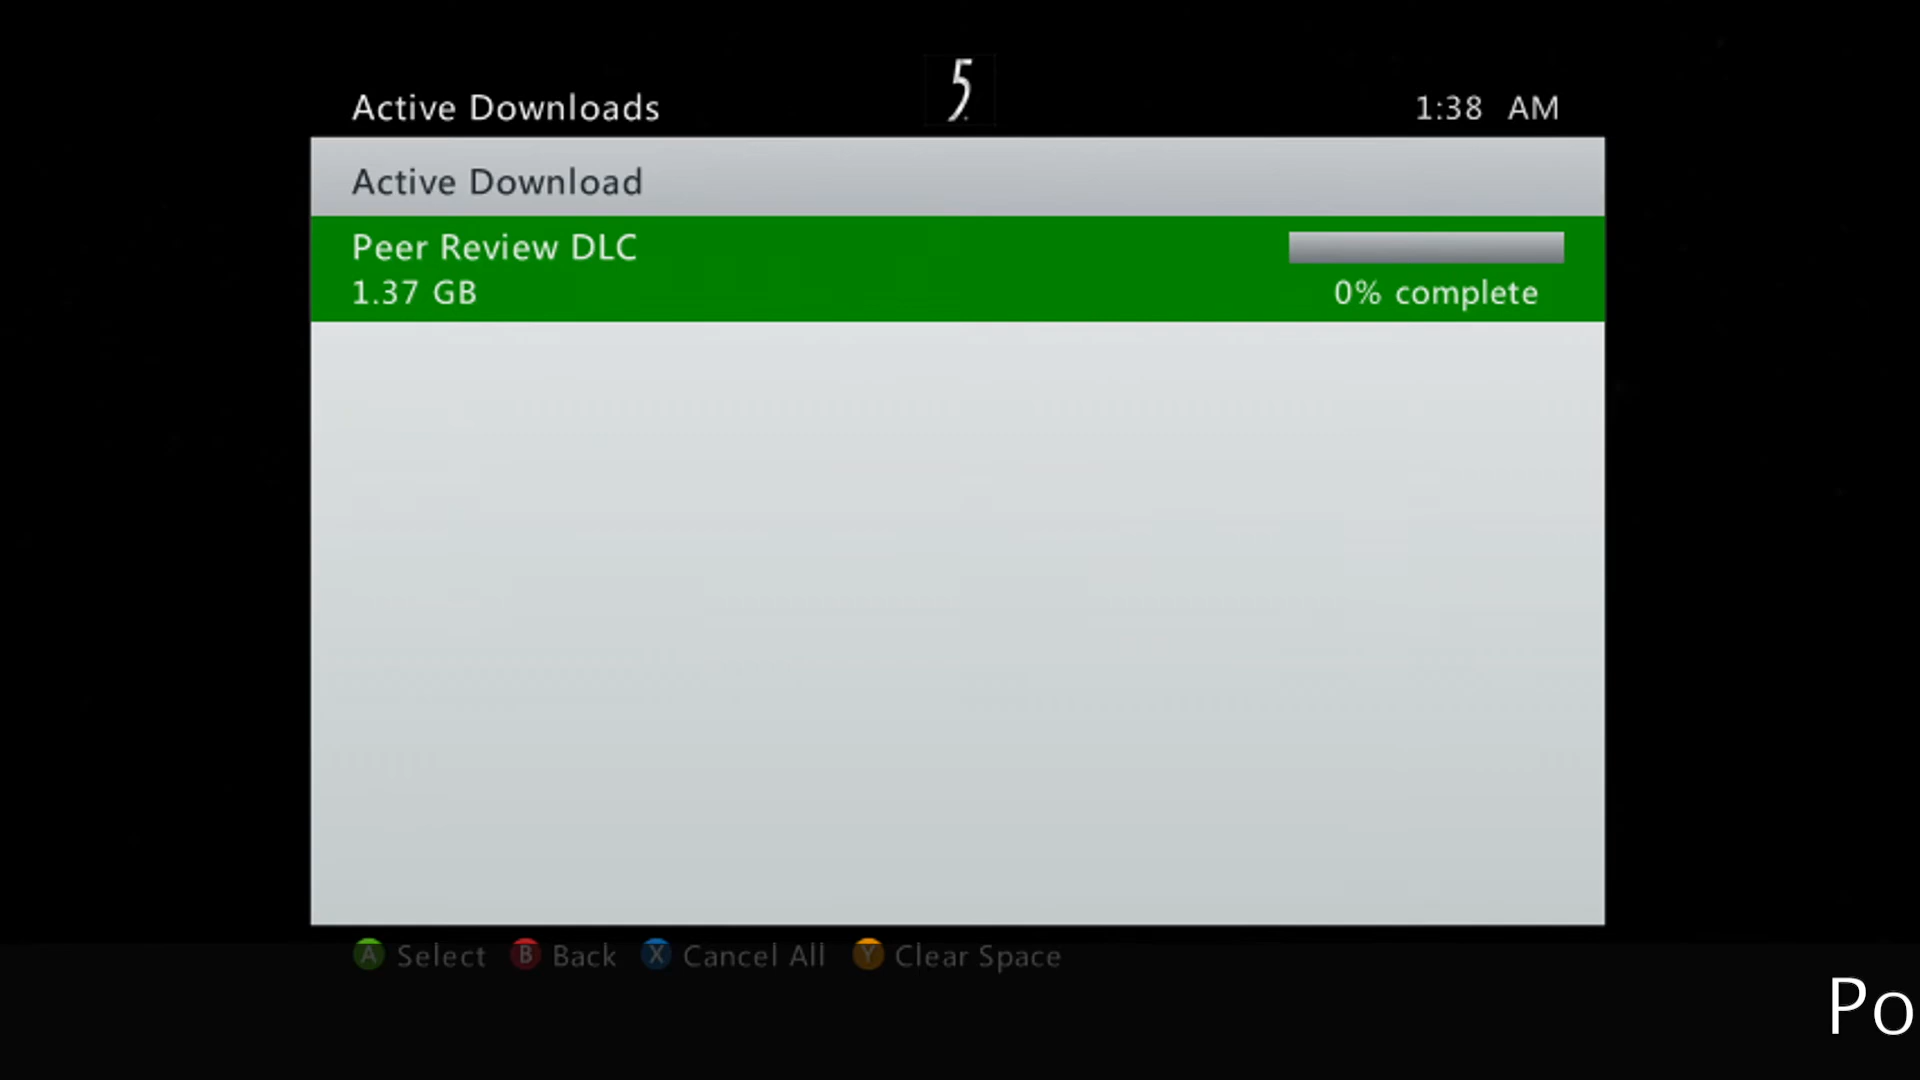 Active Downloads
5.
1:38 AM
Active Download
Peer Review DLC
1.37 GB
0% complete
A Select B Back X Cancel All Y Clear Space
Po